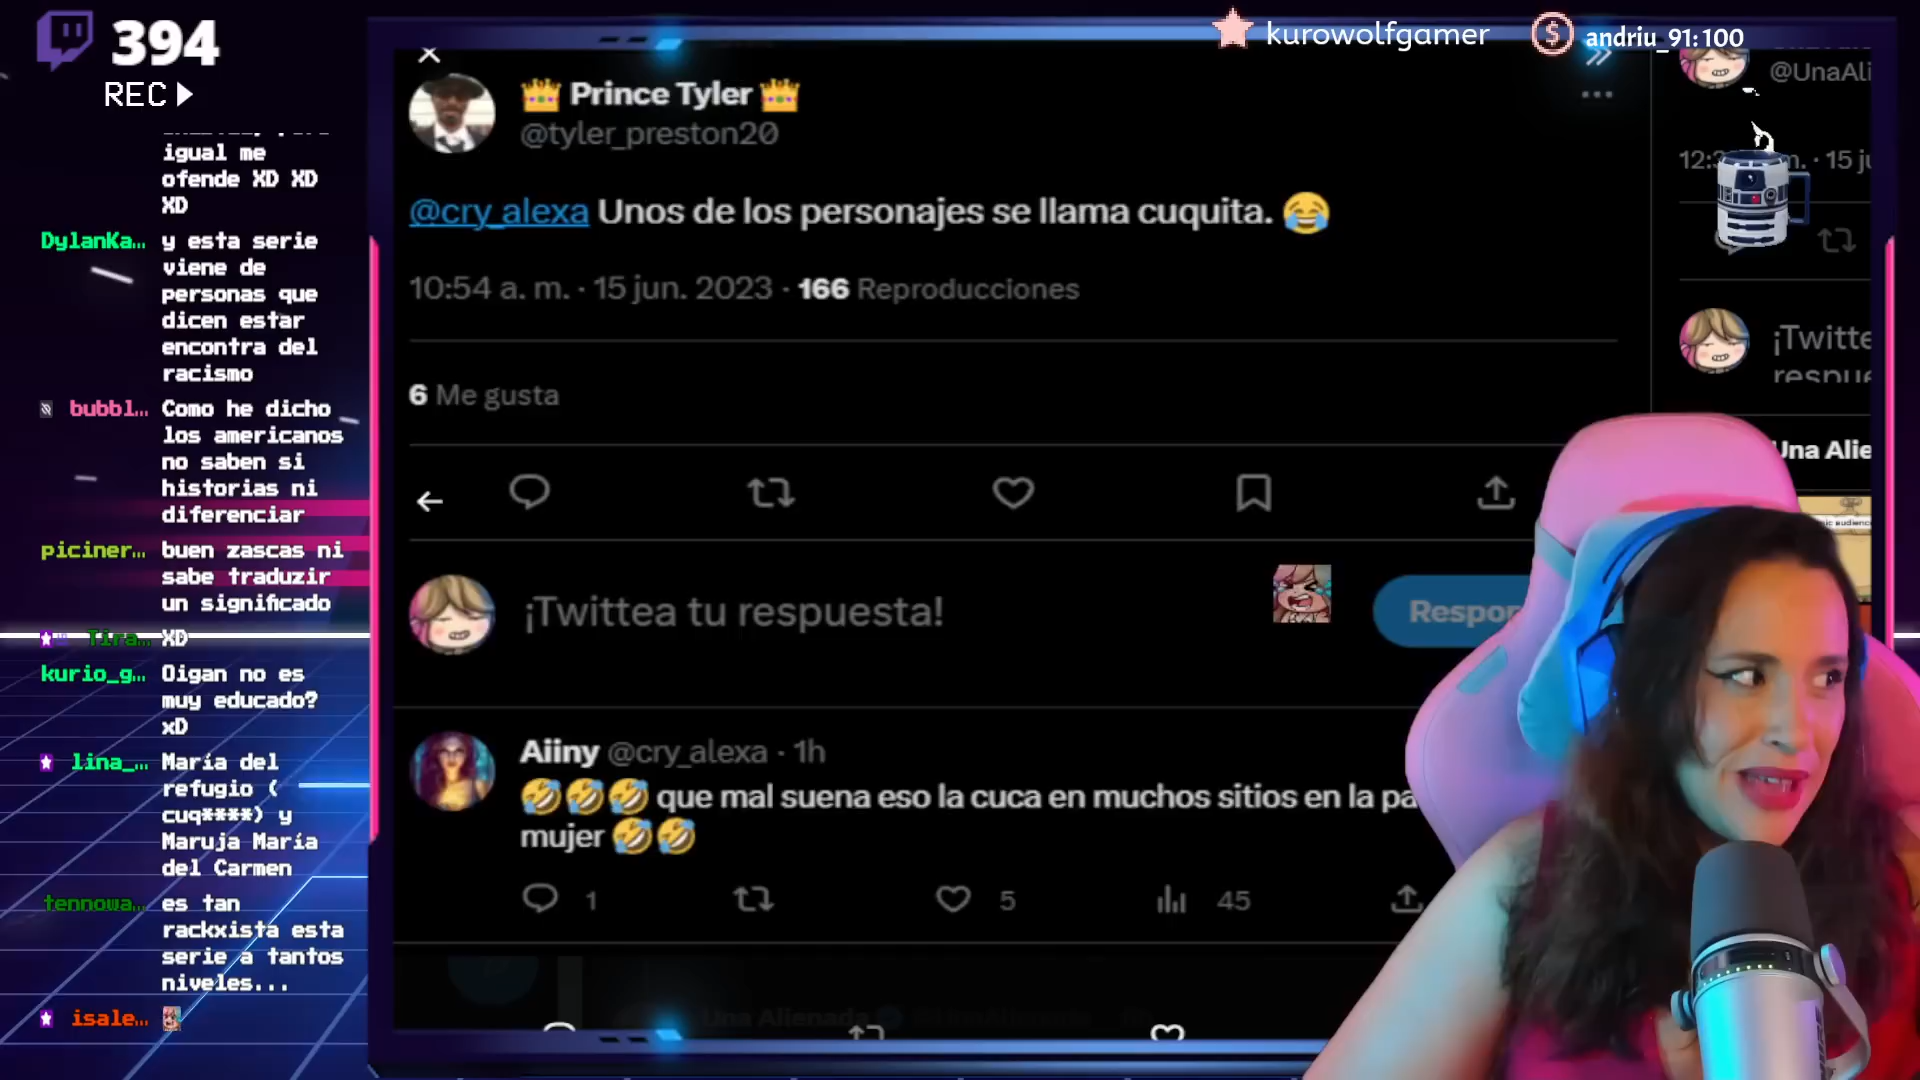 394
REC
kurowolfgamer
andriu_91: 100
igual me
ofende XD XD
XD
DylanKa... y esta serie
viene de
personas que
dicen estar
encontra del
racismo
bubbl... Como he dicho
los americanos
no saben si
historias ni
diferenciar
piciner... buen zascas ni
sabe traduzir
un significado
Tira... XD
kurio_g... Oigan no es
muy educado?
xD
lina_... María del
refugio (
cuq****) y
Maruja María
del Carmen
tennowa... es tan
rackxista esta
serie a tantos
niveles...
isale...
Prince Tyler
@tyler_preston20
@cry_alexa Unos de los personajes se llama cuquita. 😂
10:54 a. m. · 15 jun. 2023 · 166 Reproducciones
6 Me gusta
¡Twittea tu respuesta!
Respon
Aiiny @cry_alexa · 1h
🤣🤣🤣 que mal suena eso la cuca en muchos sitios en la pa
mujer 🤣🤣
1
5
45
Una Alienada
@UnaAli
· 15 ju
¡Twitte
respue
Una Alie